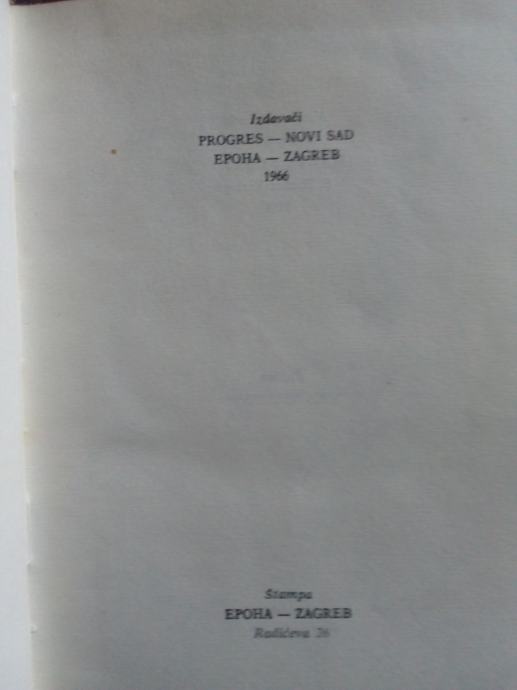 Izdavači
PROGRES — NOVI SAD
EPOHA — ZAGREB
1966
Štampa
EPOHA — ZAGREB
Radićeva 26